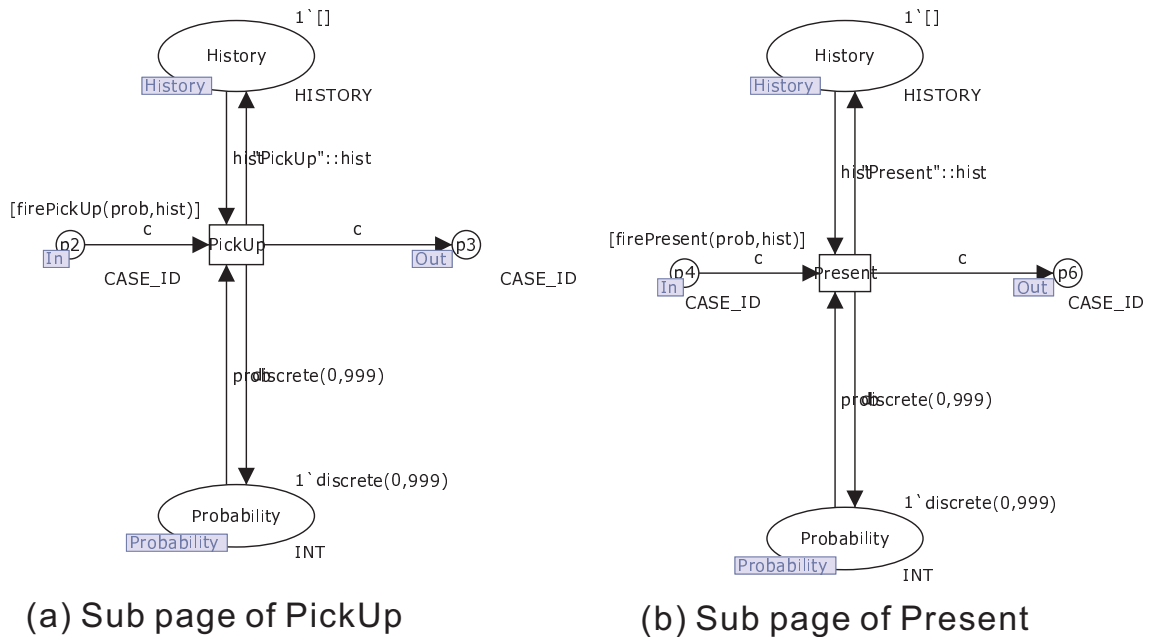 1`[]
History
History
HISTORY
hist
"PickUp"::hist
[firePickUp(prob,hist)]
c
c
p2
In
PickUp
p3
Out
CASE_ID
CASE_ID
prob
discrete(0,999)
1`discrete(0,999)
Probability
Probability
INT
(a) Sub page of PickUp
1`[]
History
History
HISTORY
hist
"Present"::hist
[firePresent(prob,hist)]
c
c
p4
In
Present
p6
Out
CASE_ID
CASE_ID
prob
discrete(0,999)
1`discrete(0,999)
Probability
Probability
INT
(b) Sub page of Present